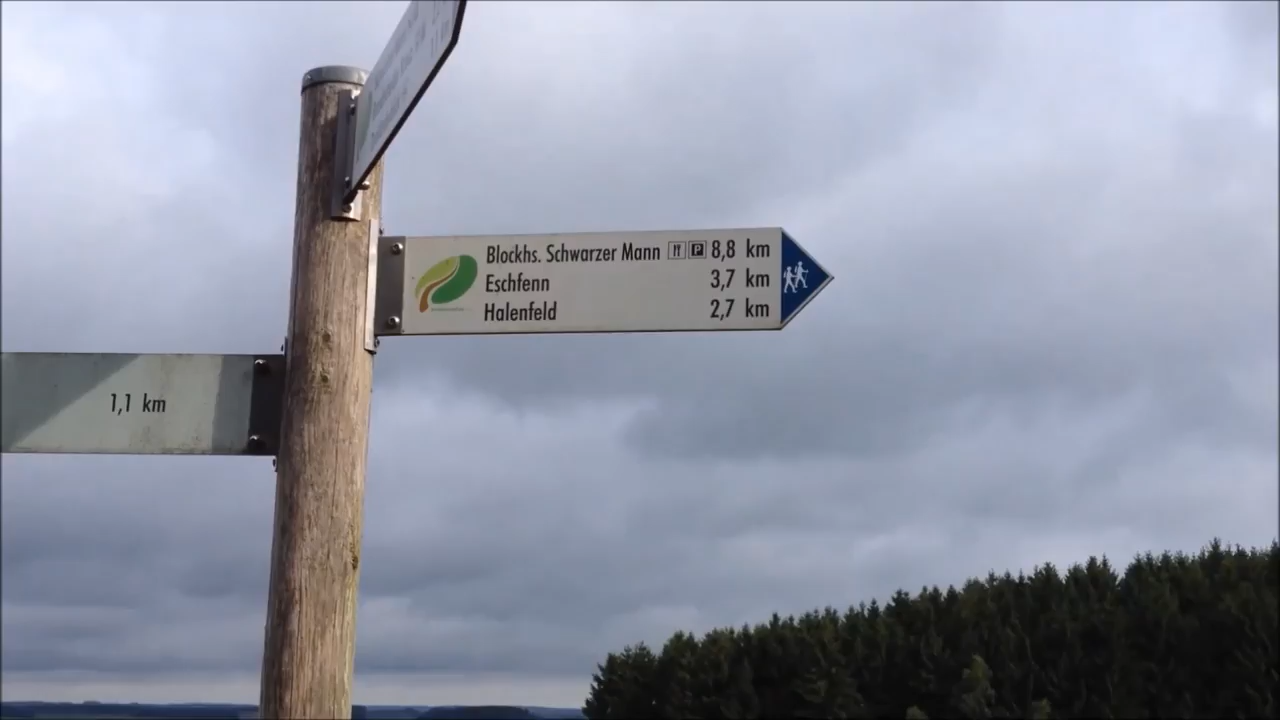 Blockhs. Schwarzer Mann P 8,8 km
Eschfenn 3,7 km
Halenfeld 2,7 km
1,1 km